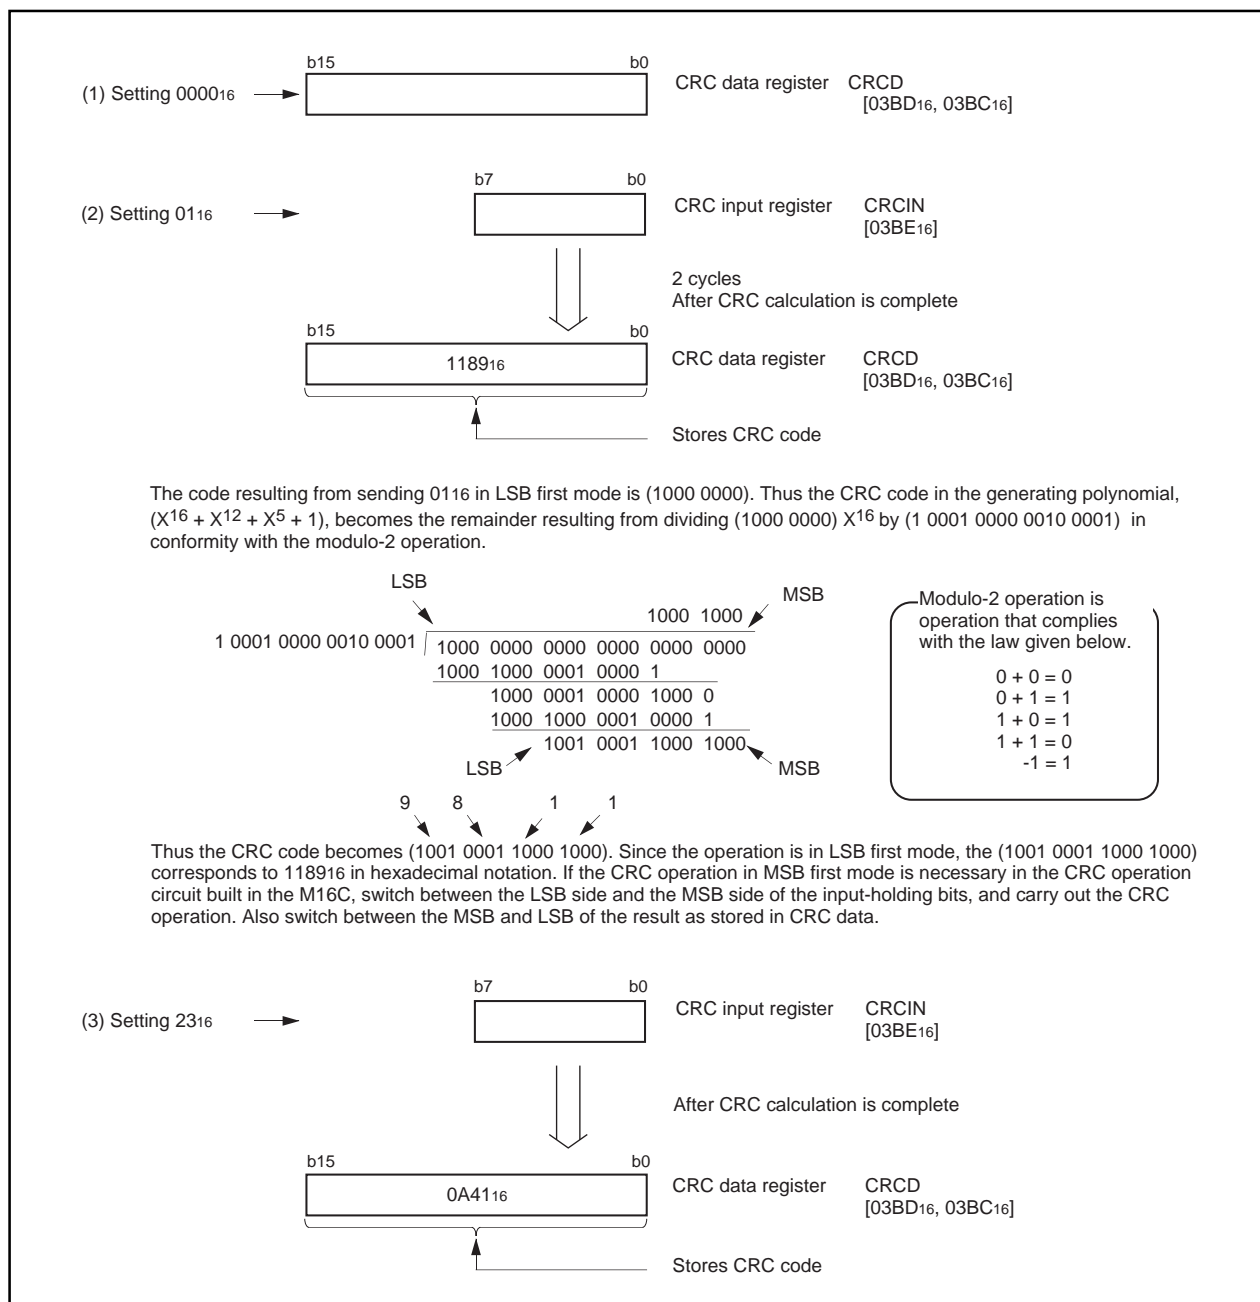 b15 b0
(1) Setting 0000₁₆ CRC data register CRCD
[03BD₁₆, 03BC₁₆]
b7 b0
(2) Setting 01₁₆ CRC input register CRCIN
[03BE₁₆]
2 cycles
After CRC calculation is complete
b15 b0
1189₁₆ CRC data register CRCD
[03BD₁₆, 03BC₁₆]
Stores CRC code
The code resulting from sending 01₁₆ in LSB first mode is (1000 0000). Thus the CRC code in the generating polynomial,
(X¹⁶ + X¹² + X⁵ + 1), becomes the remainder resulting from dividing (1000 0000) X¹⁶ by (1 0001 0000 0010 0001) in
conformity with the modulo-2 operation.
LSB MSB
1000 1000
1 0001 0000 0010 0001 1000 0000 0000 0000 0000 0000
1000 1000 0001 0000 1
1000 0001 0000 1000 0
1000 1000 0001 0000 1
1001 0001 1000 1000
LSB MSB
Modulo-2 operation is
operation that complies
with the law given below.
0 + 0 = 0
0 + 1 = 1
1 + 0 = 1
1 + 1 = 0
-1 = 1
9 8 1 1
Thus the CRC code becomes (1001 0001 1000 1000). Since the operation is in LSB first mode, the (1001 0001 1000 1000)
corresponds to 1189₁₆ in hexadecimal notation. If the CRC operation in MSB first mode is necessary in the CRC operation
circuit built in the M16C, switch between the LSB side and the MSB side of the input-holding bits, and carry out the CRC
operation. Also switch between the MSB and LSB of the result as stored in CRC data.
b7 b0
(3) Setting 23₁₆ CRC input register CRCIN
[03BE₁₆]
After CRC calculation is complete
b15 b0
0A41₁₆ CRC data register CRCD
[03BD₁₆, 03BC₁₆]
Stores CRC code